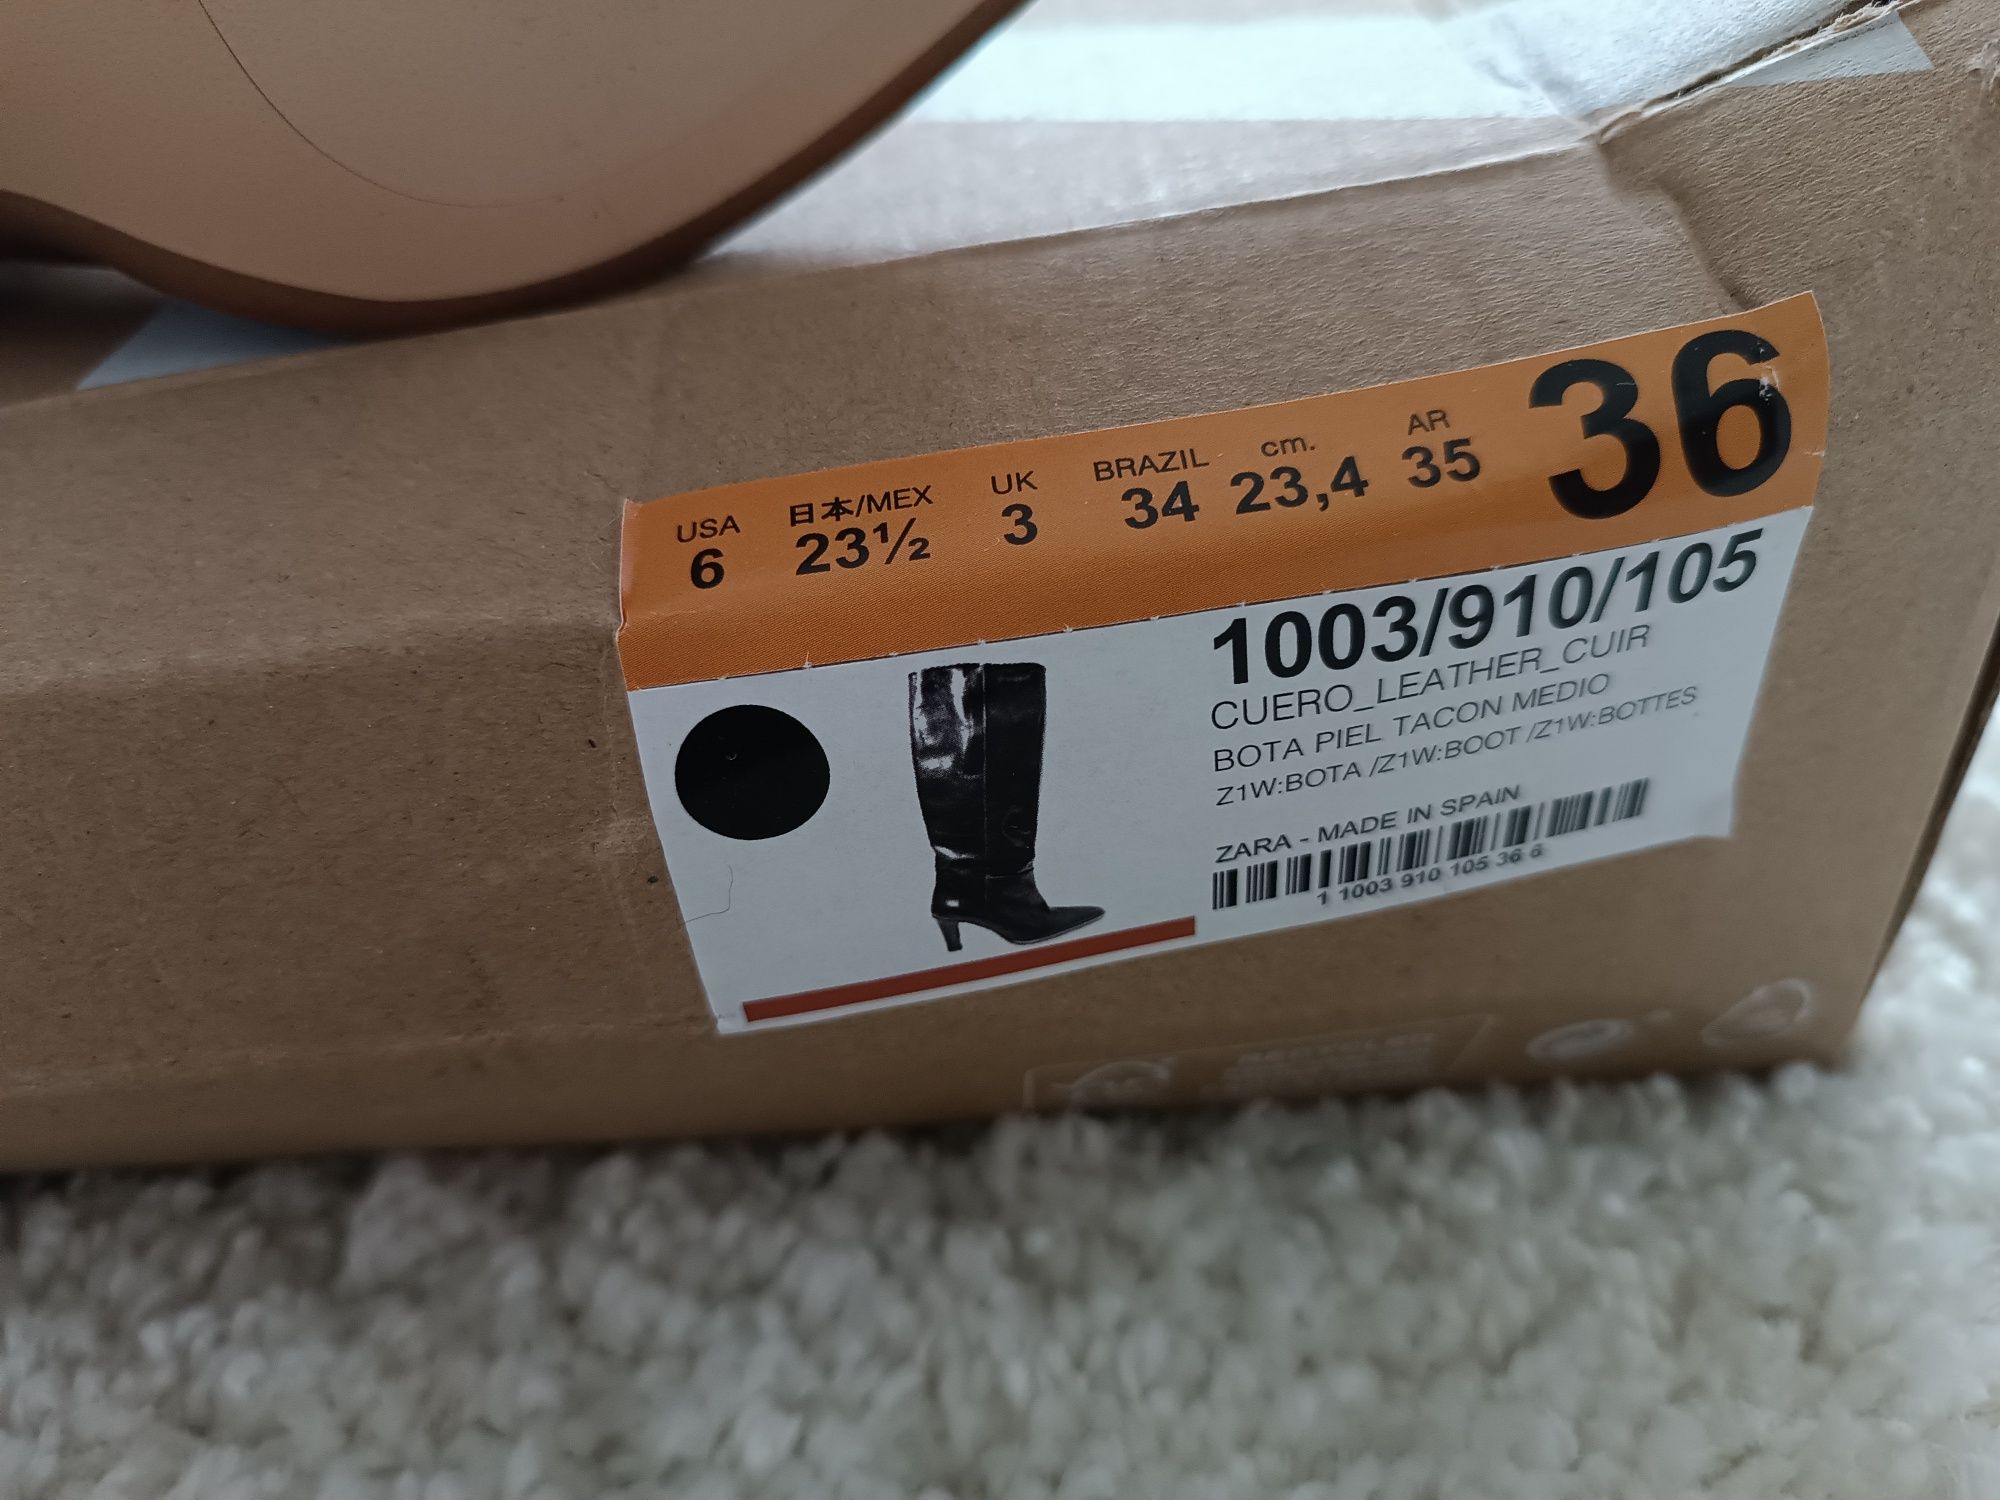 USA 日本/MEX UK BRAZIL cm. AR
6 23½ 3 34 23,4 35 36
1003/910/105
CUERO_LEATHER_CUIR
BOTA PIEL TACON MEDIO
Z1W:BOTA /Z1W:BOOT /Z1W:BOTTES
ZARA - MADE IN SPAIN
1 1003 910 105 36 6